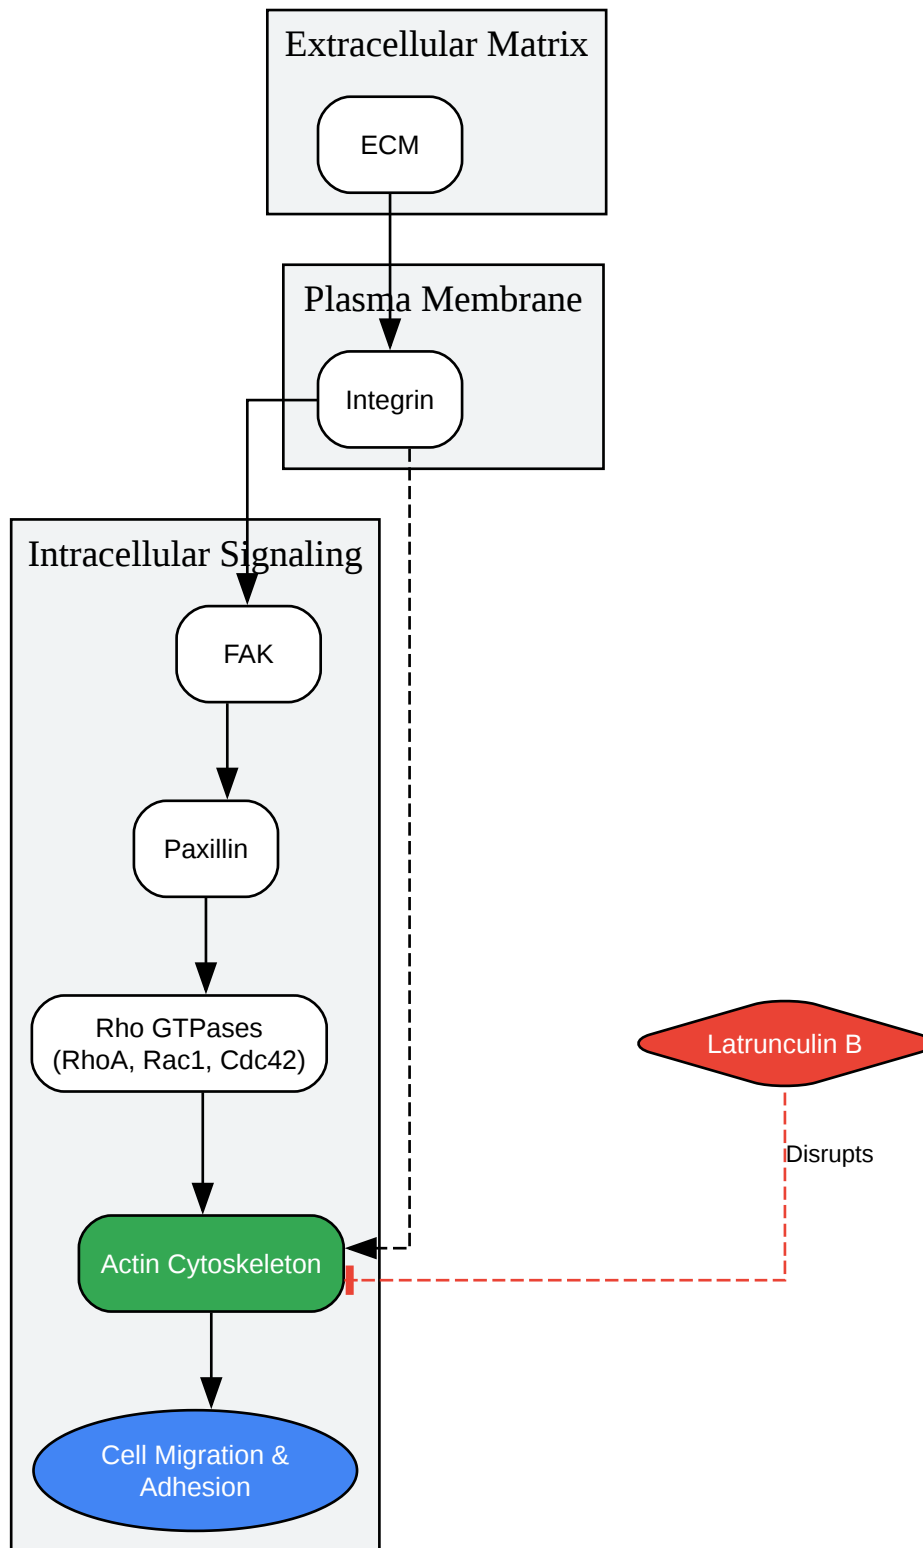 Extracellular Matrix
ECM
Plasma Membrane
Integrin
Intracellular Signaling
FAK
Paxillin
Rho GTPases
(RhoA, Rac1, Cdc42)
Latrunculin B
Disrupts
Actin Cytoskeleton
Cell Migration &
Adhesion